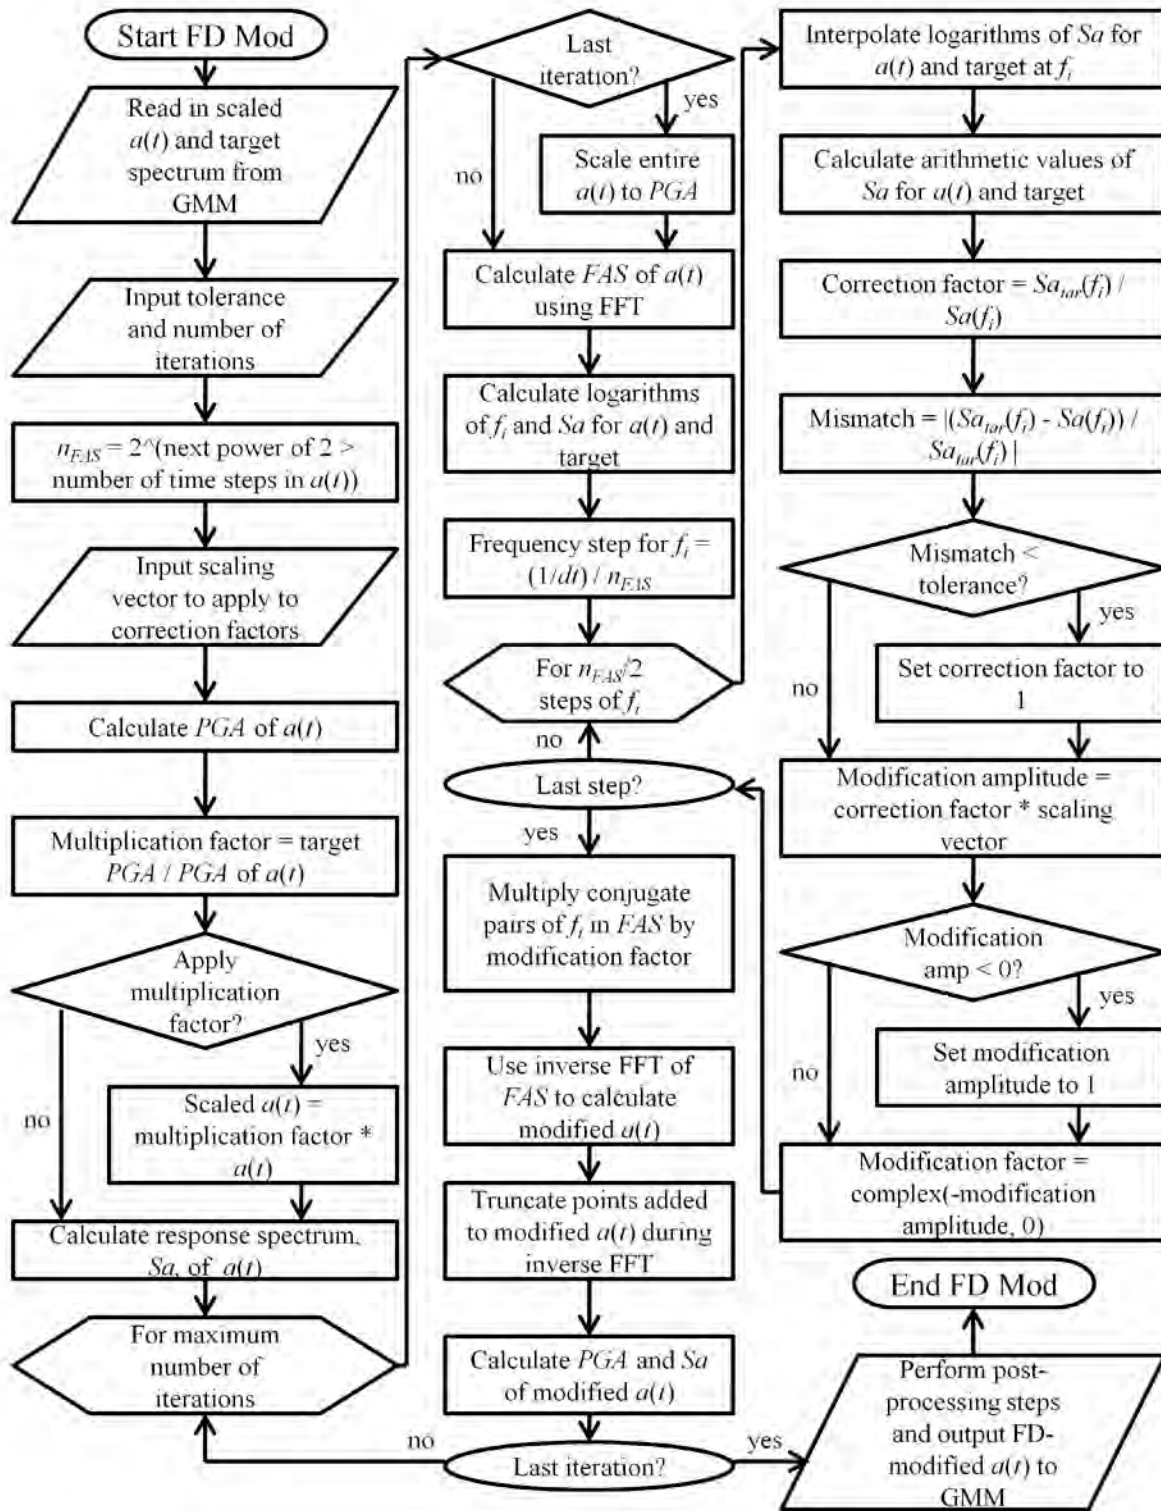 Start FD Mod
Read in scaled
a(t) and target
spectrum from
GMM
Input tolerance
and number of
iterations
n_FAS = 2^(next power of 2 >
number of time steps in a(t))
Input scaling
vector to apply to
correction factors
Calculate PGA of a(t)
Multiplication factor = target
PGA / PGA of a(t)
Apply
multiplication
factor?
yes
no
Scaled a(t) =
multiplication factor *
a(t)
Calculate response spectrum,
Sa, of a(t)
For maximum
number of
iterations
Last
iteration?
yes
no
Scale entire
a(t) to PGA
Calculate FAS of a(t)
using FFT
Calculate logarithms
of f_i and Sa for a(t) and
target
Frequency step for f_i =
(1/dt) / n_FAS
For n_FAS/2
steps of f_i
no
Last step?
yes
Multiply conjugate
pairs of f_i in FAS by
modification factor
Use inverse FFT of
FAS to calculate
modified a(t)
Truncate points added
to modified a(t) during
inverse FFT
Calculate PGA and Sa
of modified a(t)
no
Last iteration?
yes
Interpolate logarithms of Sa for
a(t) and target at f_i
Calculate arithmetic values of
Sa for a(t) and target
Correction factor = Sa_tar(f_i) /
Sa(f_i)
Mismatch = |(Sa_tar(f_i) - Sa(f_i)) /
Sa_tar(f_i) |
Mismatch <
tolerance?
yes
no
Set correction factor to
1
Modification amplitude =
correction factor * scaling
vector
Modification
amp < 0?
yes
no
Set modification
amplitude to 1
Modification factor =
complex(-modification
amplitude, 0)
End FD Mod
Perform post-
processing steps
and output FD-
modified a(t) to
GMM